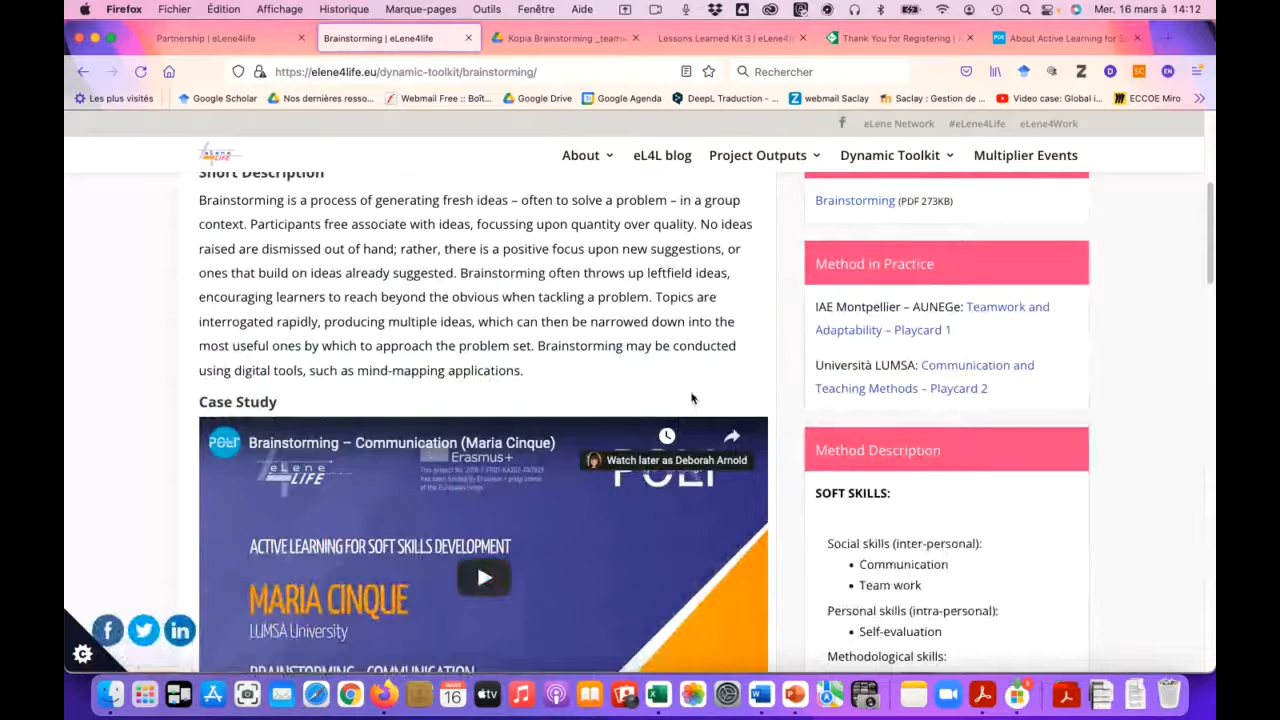 Firefox Fichier Édition Affichage Historique Marque-pages Outils Fenêtre Aide Mer. 16 mars à 14:12
Partnership | eLene4life
Brainstorming | eLene4life
Kopia Brainstorming _team
Lessons Learned Kit 3 | eLene4l
Thank You for Registering | A
About Active Learning for S
https://elene4life.eu/dynamic-toolkit/brainstorming/
Rechercher
Les plus visités
Google Scholar
Nos dernières resso...
Webmail Free :: Boît...
Google Drive
Google Agenda
DeepL Traduction – ...
webmail Saclay
Saclay : Gestion de ...
Video case: Global i...
ECCOE Miro
eLene Network #eLene4Life eLene4Work
About eL4L blog Project Outputs Dynamic Toolkit Multiplier Events
Short Description
Brainstorming is a process of generating fresh ideas – often to solve a problem – in a group
context. Participants free associate with ideas, focussing upon quantity over quality. No ideas
raised are dismissed out of hand; rather, there is a positive focus upon new suggestions, or
ones that build on ideas already suggested. Brainstorming often throws up leftfield ideas,
encouraging learners to reach beyond the obvious when tackling a problem. Topics are
interrogated rapidly, producing multiple ideas, which can then be narrowed down into the
most useful ones by which to approach the problem set. Brainstorming may be conducted
using digital tools, such as mind-mapping applications.
Case Study
POLI
Brainstorming – Communication (Maria Cinque)
Watch later as Deborah Arnold
eLene
LIFE
Erasmus+
POLI
ACTIVE LEARNING FOR SOFT SKILLS DEVELOPMENT
MARIA CINQUE
LUMSA University
BRAINSTORMING – COMMUNICATION
Brainstorming (PDF 273KB)
Method in Practice
IAE Montpellier – AUNEGe: Teamwork and
Adaptability – Playcard 1
Università LUMSA: Communication and
Teaching Methods – Playcard 2
Method Description
SOFT SKILLS:
Social skills (inter-personal):
• Communication
• Team work
Personal skills (intra-personal):
• Self-evaluation
Methodological skills:
MARS
16